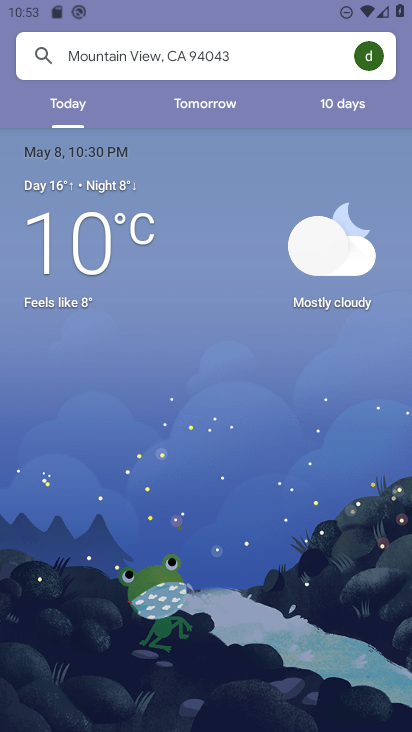 10:53
Mountain View, CA 94043
d
Today
Tomorrow
10 days
May 8, 10:30 PM
Day 16°↑ • Night 8°↓
10°C
Feels like 8°
Mostly cloudy